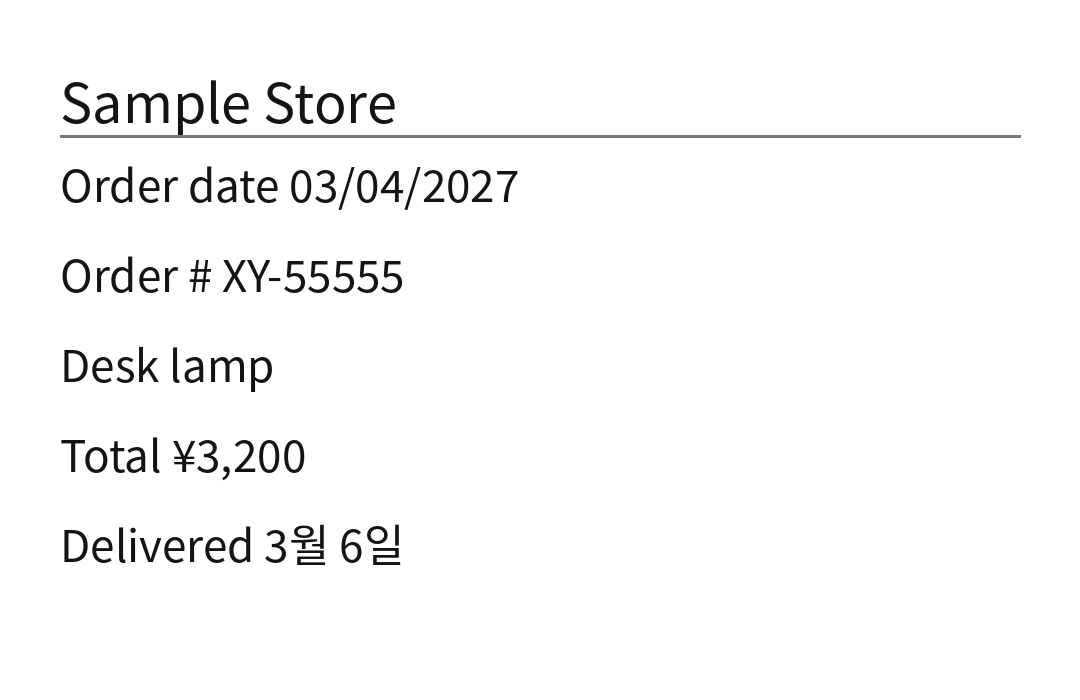 Sample Store
Order date 03/04/2027
Order # XY-55555
Desk lamp
Total ¥3,200
Delivered 3월 6일